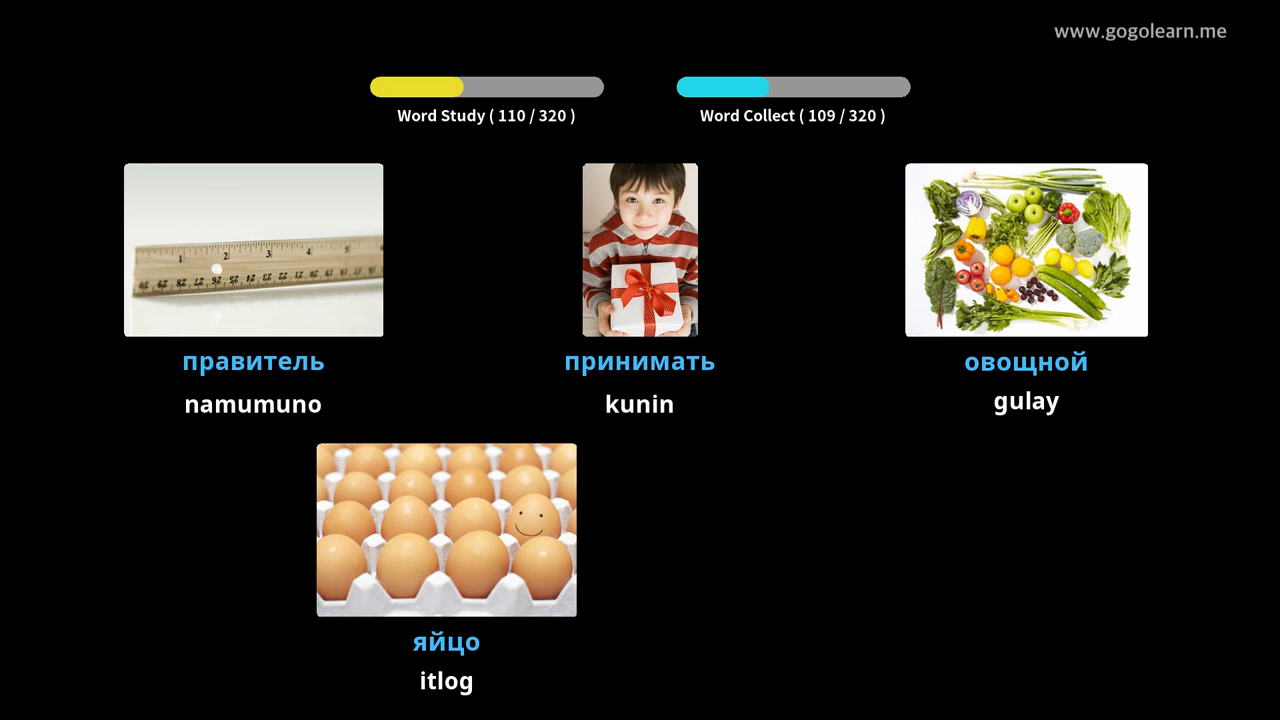 www.gogolearn.me
Word Study ( 110 / 320 )
Word Collect ( 109 / 320 )
правитель
принимать
овощной
namumuno
kunin
gulay
яйцо
itlog